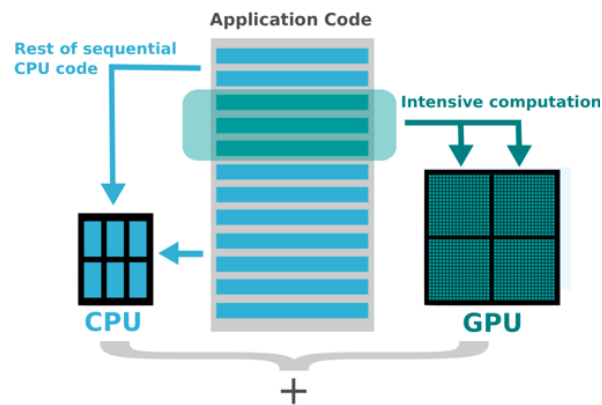 Application Code
Rest of sequential
CPU code
Intensive computation
CPU
GPU
+